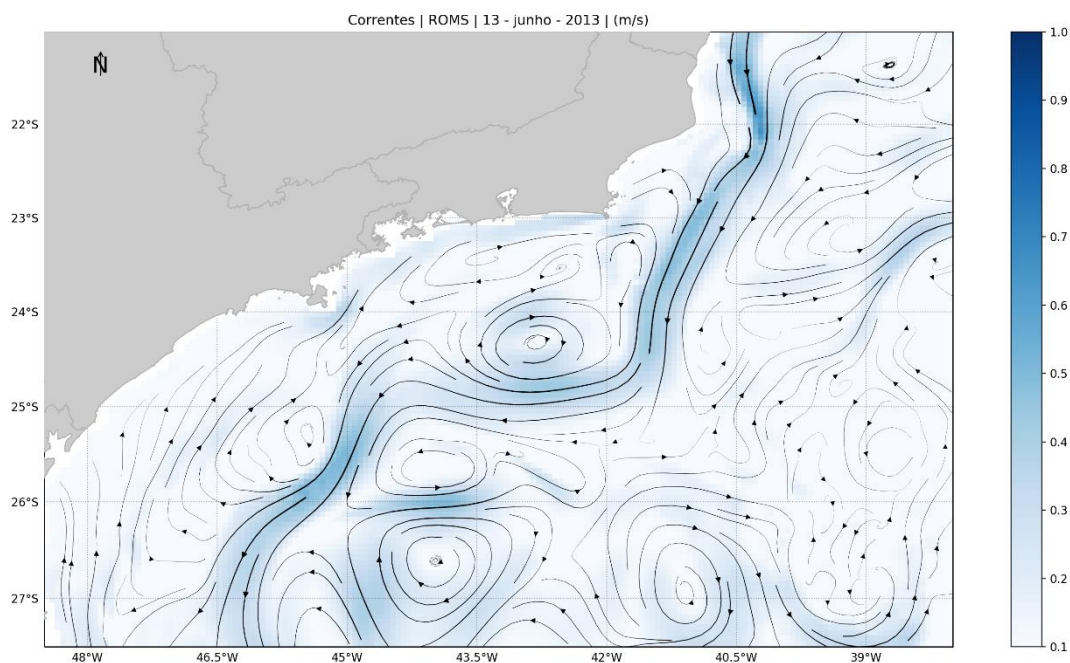 Correntes | ROMS | 13 - junho - 2013 | (m/s)
N
1.0
0.9
0.8
0.7
0.6
0.5
0.4
0.3
0.2
0.1
22°S
23°S
24°S
25°S
26°S
27°S
48°W 46.5°W 45°W 43.5°W 42°W 40.5°W 39°W